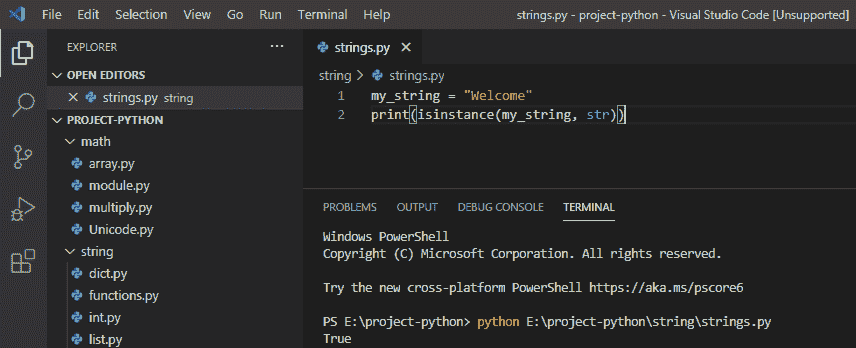 File Edit Selection View Go Run Terminal Help strings.py - project-python - Visual Studio Code [Unsupported]
EXPLORER
OPEN EDITORS
strings.py string
PROJECT-PYTHON
math
array.py
module.py
multiply.py
Unicode.py
string
dict.py
functions.py
int.py
list.py
strings.py
string > strings.py
1 my_string = "Welcome"
2 print(isinstance(my_string, str))
PROBLEMS OUTPUT DEBUG CONSOLE TERMINAL
Windows PowerShell
Copyright (C) Microsoft Corporation. All rights reserved.
Try the new cross-platform PowerShell https://aka.ms/pscore6
PS E:\project-python> python E:\project-python\string\strings.py
True